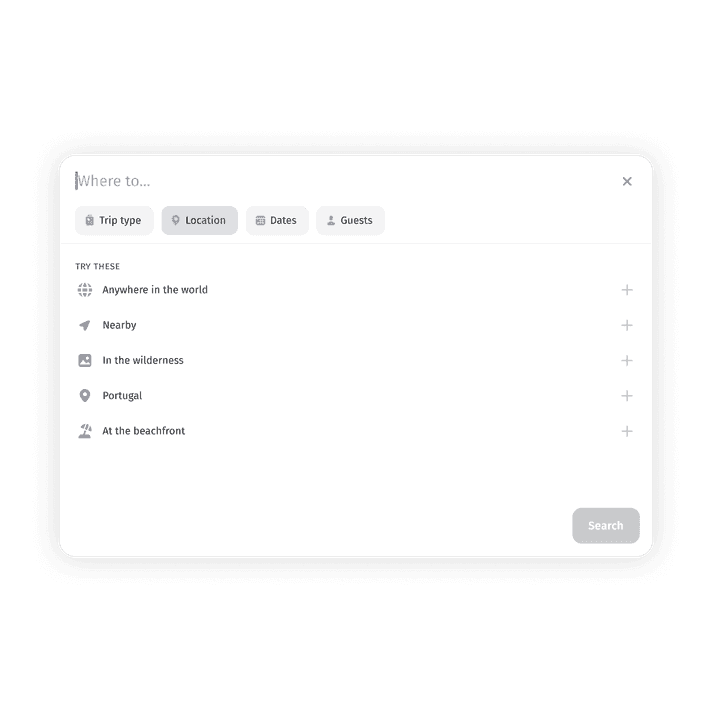 Where to...
Trip type Location Dates Guests
TRY THESE
Anywhere in the world
Nearby
In the wilderness
Portugal
At the beachfront
Search